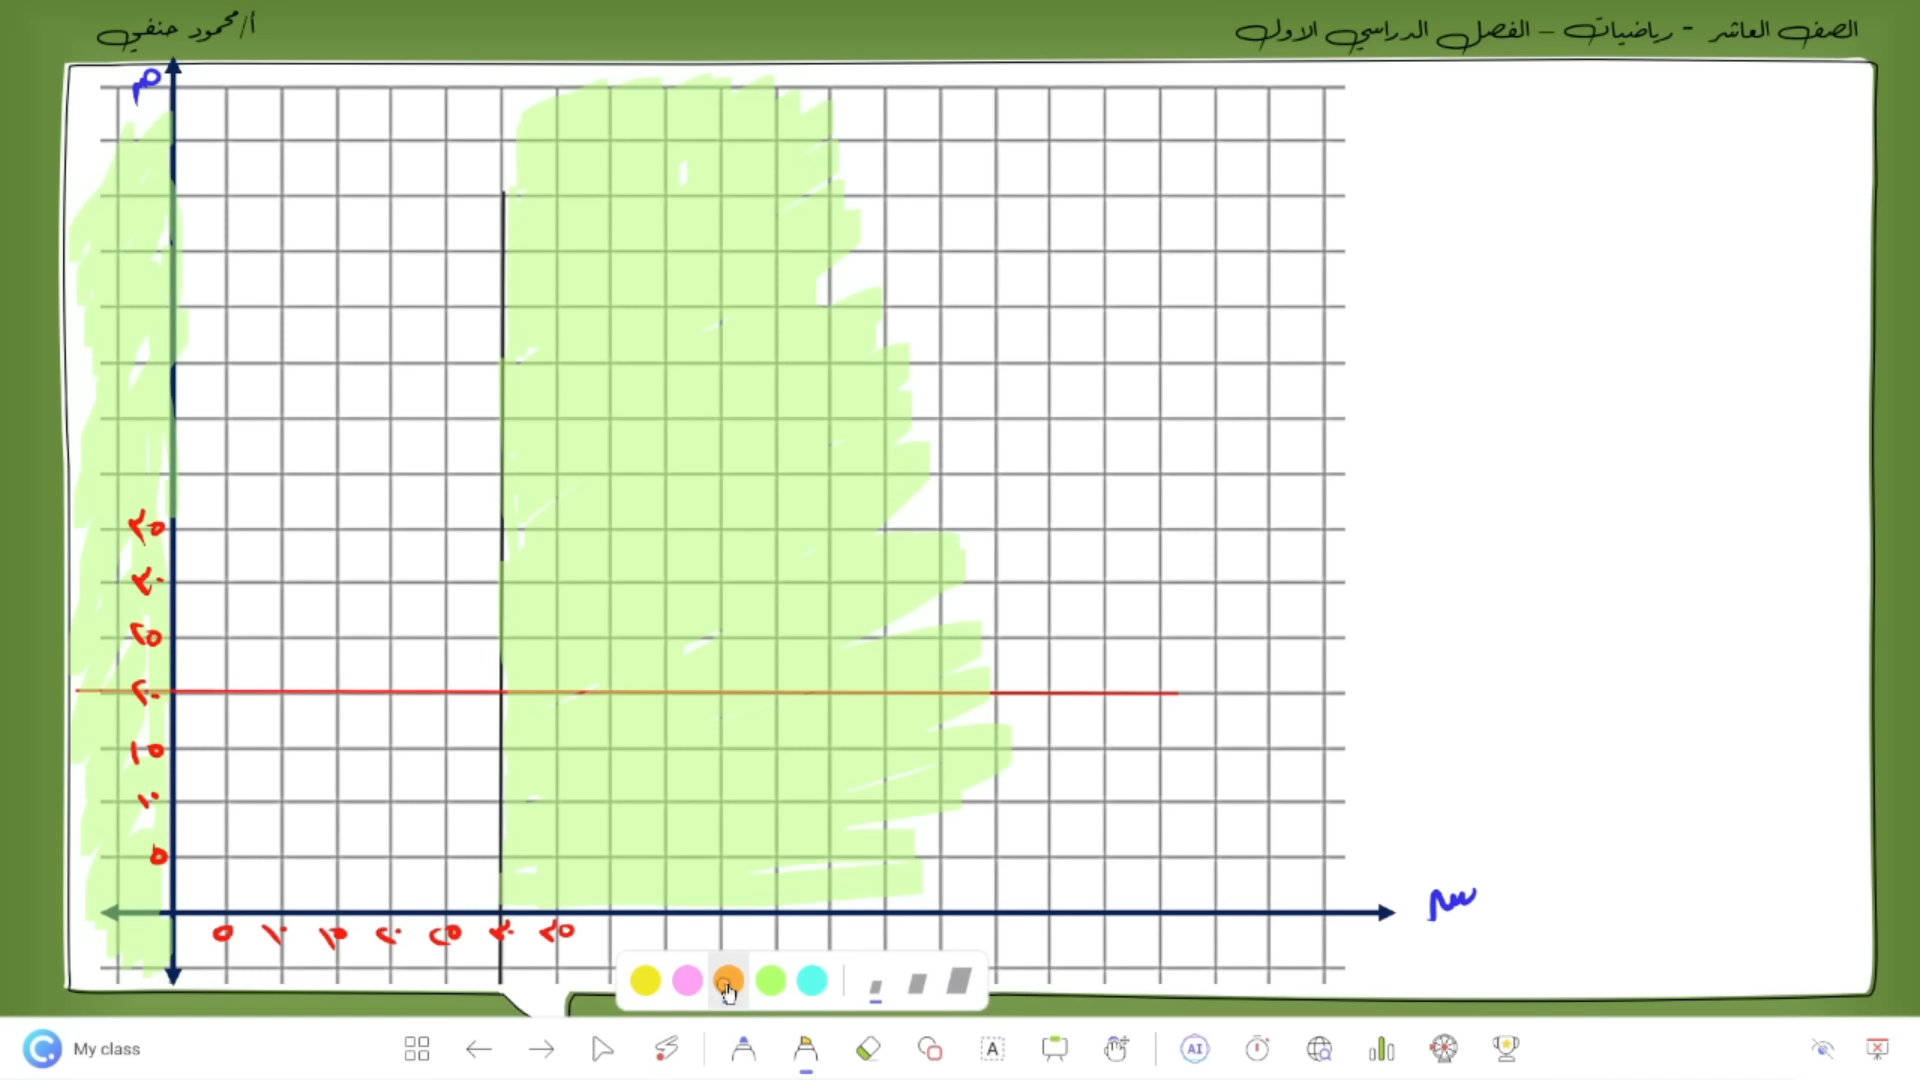 الصف العاشر - رياضيات - الفصل الدراسي الاول
أ/محمود حنفي
م
٣٥
٣٠
٢٥
٢٠
١٥
١٠
٥
٥ ١٠ ١٥ ٢٠ ٢٥ ٣٠ ٣٥
س
My class
A
AI